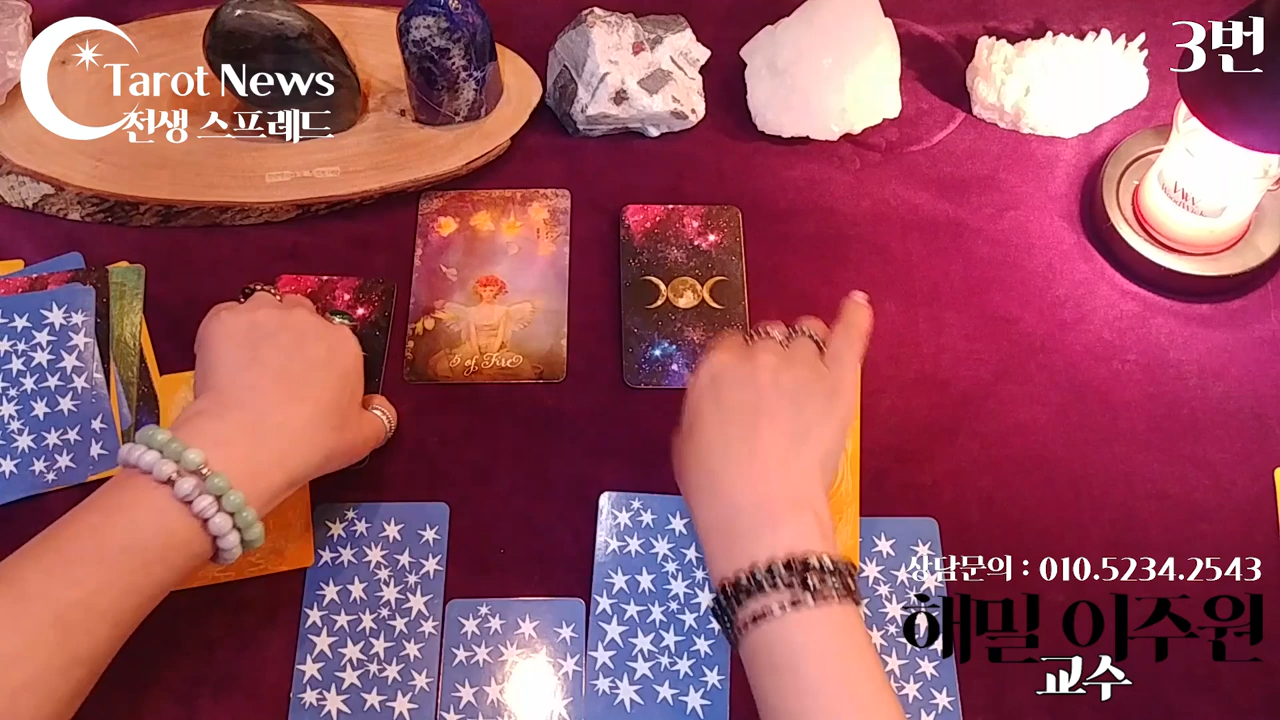 Tarot News
전생 스프레드
3번
5 of Fire
WoodWick
상담문의 : 010.5234.2543
해밀 이주원
교수